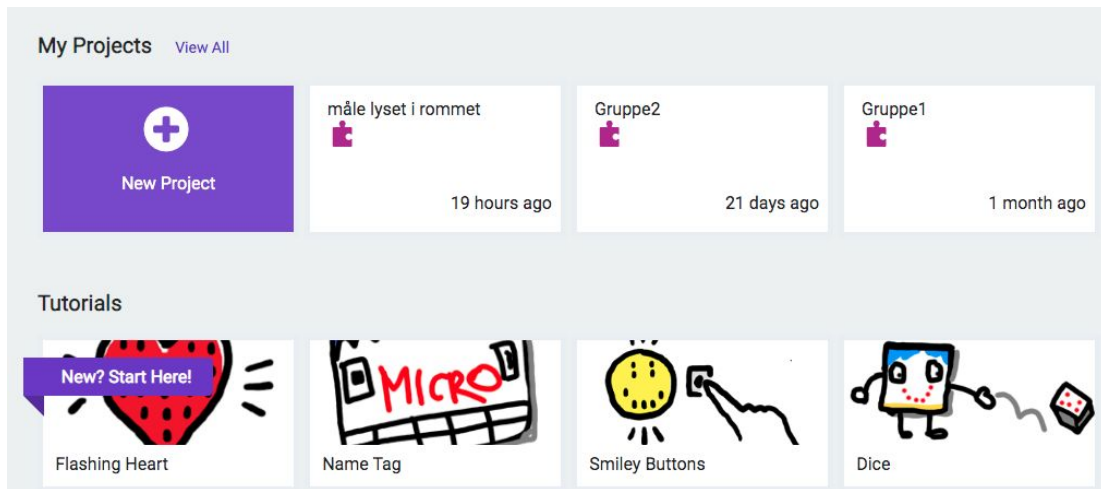 My Projects View All
New Project
måle lyset i rommet
19 hours ago
Gruppe2
21 days ago
Gruppe1
1 month ago
Tutorials
New? Start Here!
Flashing Heart
MICRO
Name Tag
Smiley Buttons
Dice